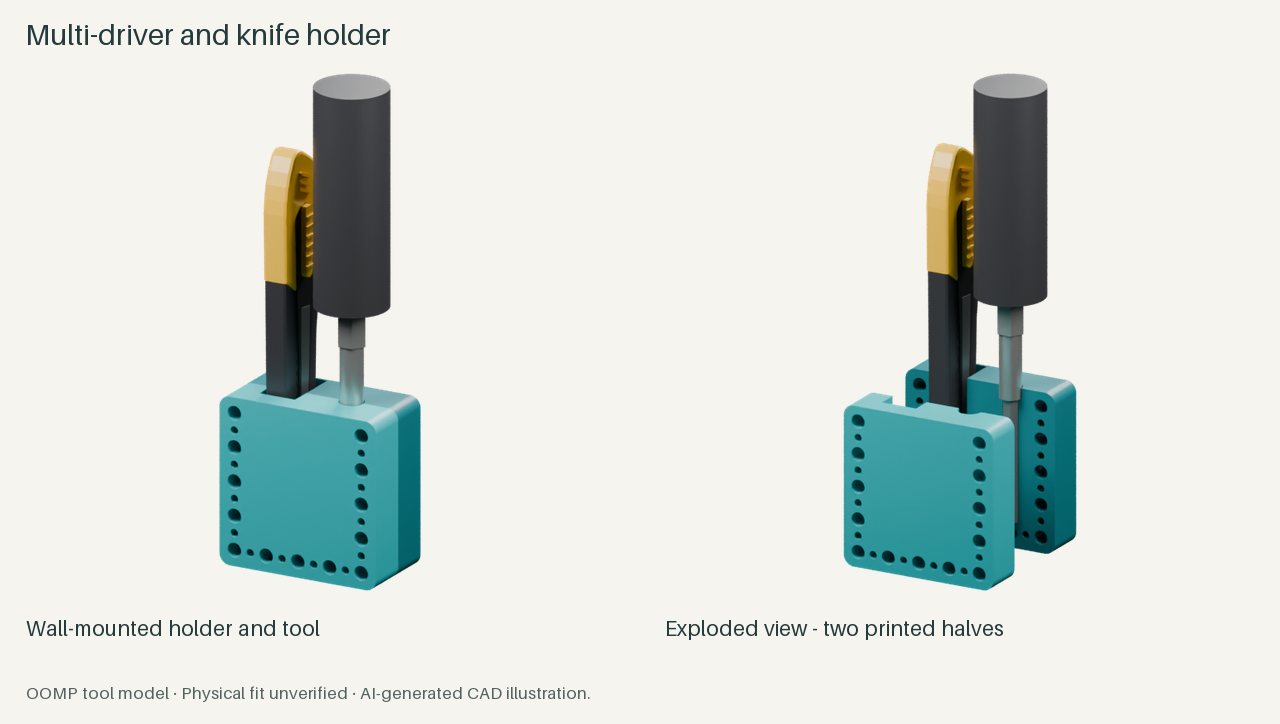 Multi-driver and knife holder
Wall-mounted holder and tool
Exploded view - two printed halves
OOMP tool model · Physical fit unverified · AI-generated CAD illustration.